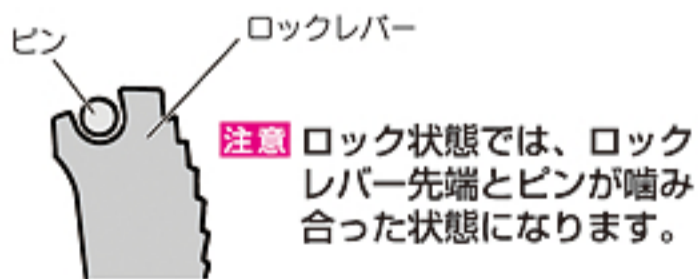 ピン
ロックレバー
注意 ロック状態では、ロック
レバー先端とピンが噛み
合った状態になります。